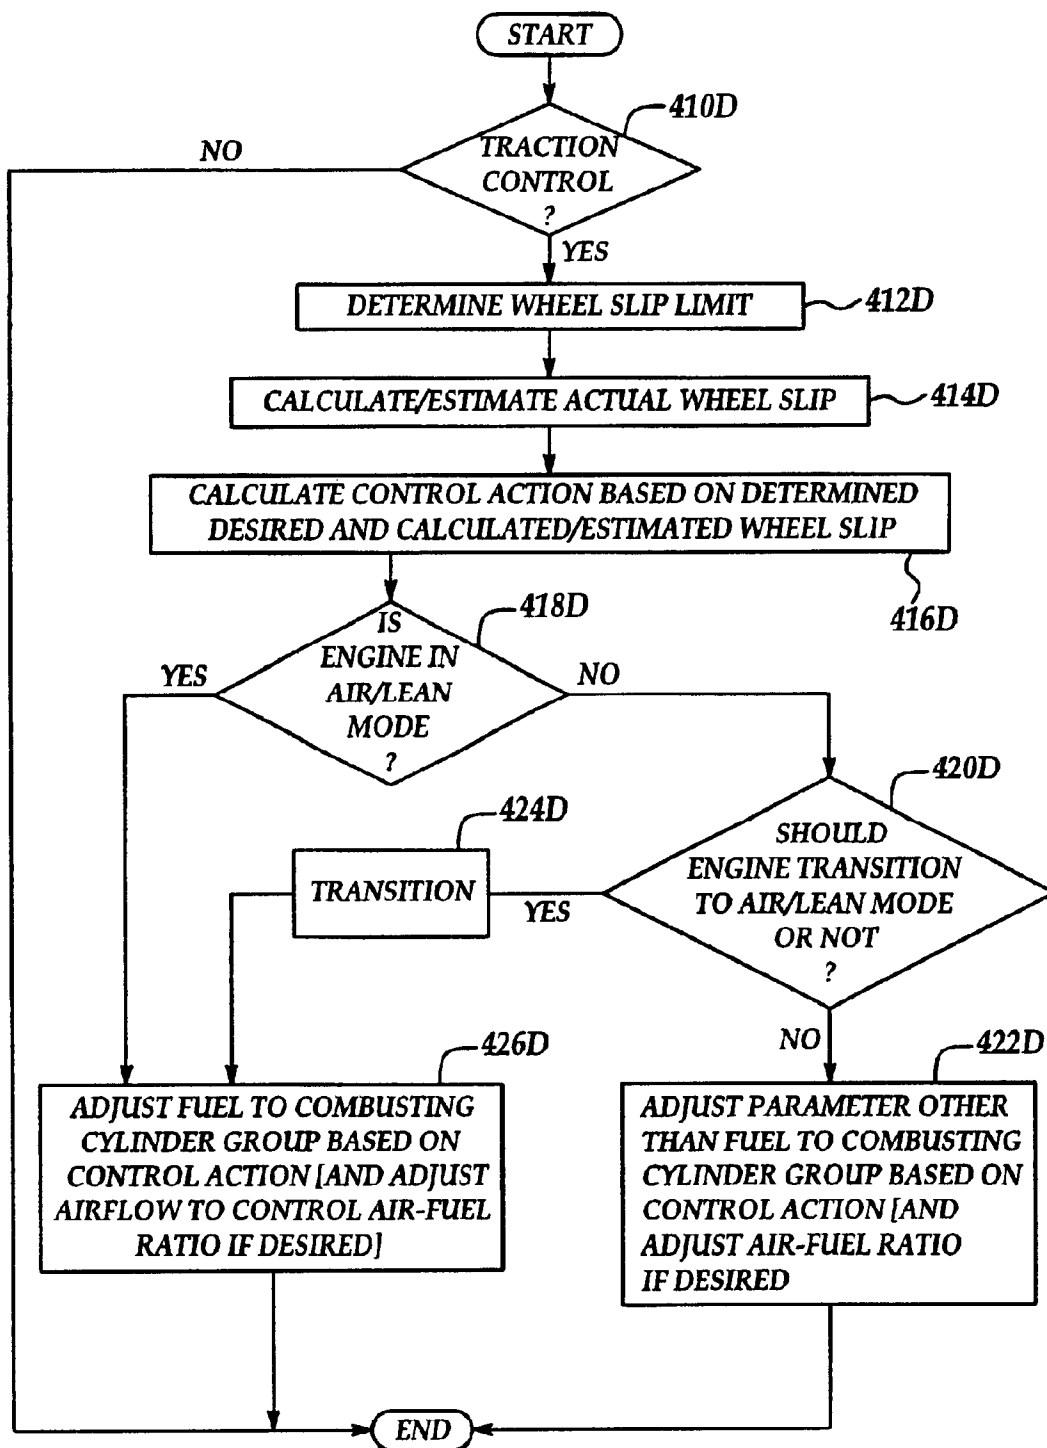 START
410D
NO
TRACTION
CONTROL
?
YES
DETERMINE WHEEL SLIP LIMIT
412D
CALCULATE/ESTIMATE ACTUAL WHEEL SLIP
414D
CALCULATE CONTROL ACTION BASED ON DETERMINED
DESIRED AND CALCULATED/ESTIMATED WHEEL SLIP
416D
418D
IS
ENGINE IN
AIR/LEAN
MODE
?
YES
NO
420D
424D
SHOULD
ENGINE TRANSITION
TO AIR/LEAN MODE
OR NOT
?
TRANSITION
YES
NO
426D
422D
ADJUST FUEL TO COMBUSTING
CYLINDER GROUP BASED ON
CONTROL ACTION [AND ADJUST
AIRFLOW TO CONTROL AIR-FUEL
RATIO IF DESIRED]
ADJUST PARAMETER OTHER
THAN FUEL TO COMBUSTING
CYLINDER GROUP BASED ON
CONTROL ACTION [AND
ADJUST AIR-FUEL RATIO
IF DESIRED
END